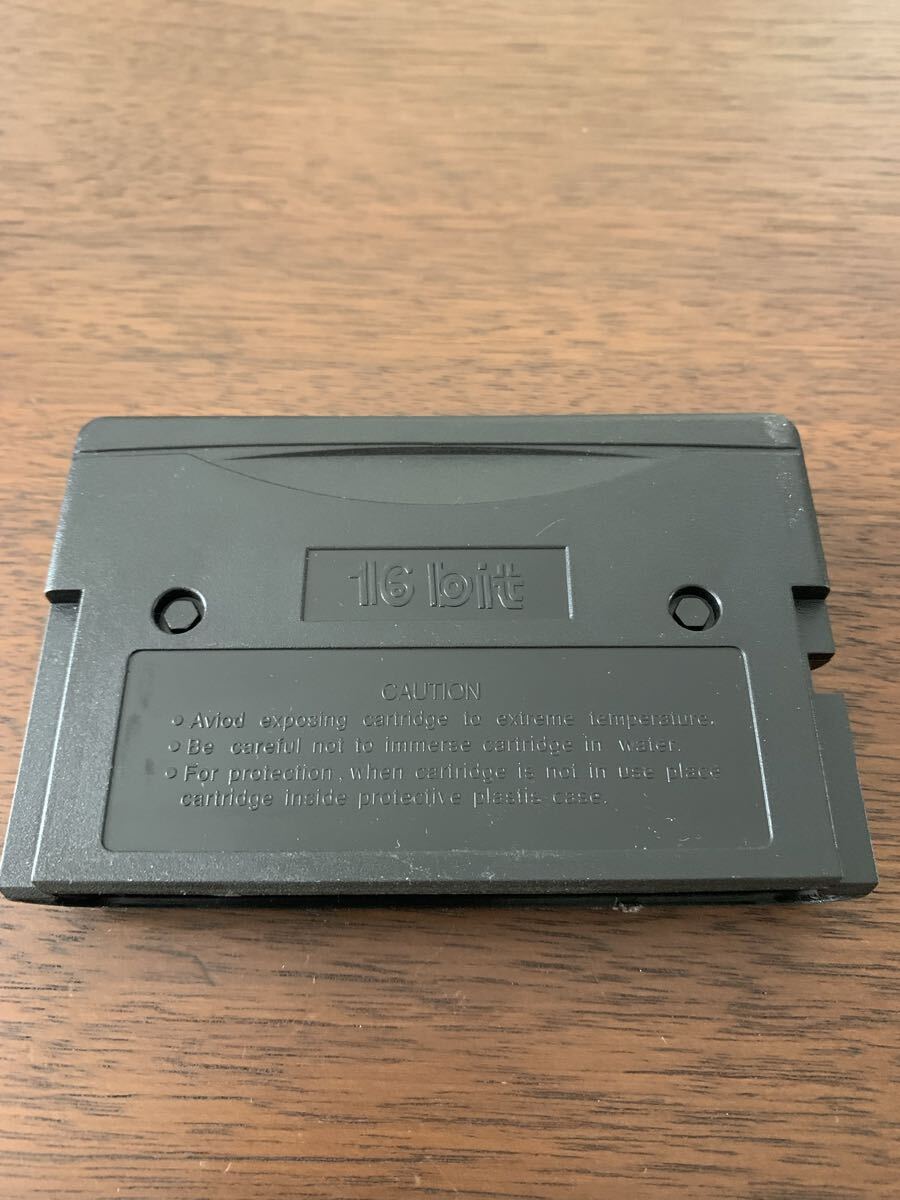 16 bit
CAUTION
• Aviod exposing cartridge to extreme temperature.
• Be careful not to immerse cartridge in water.
• For protection, when cartridge is not in use place
cartridge inside protective plastis case.